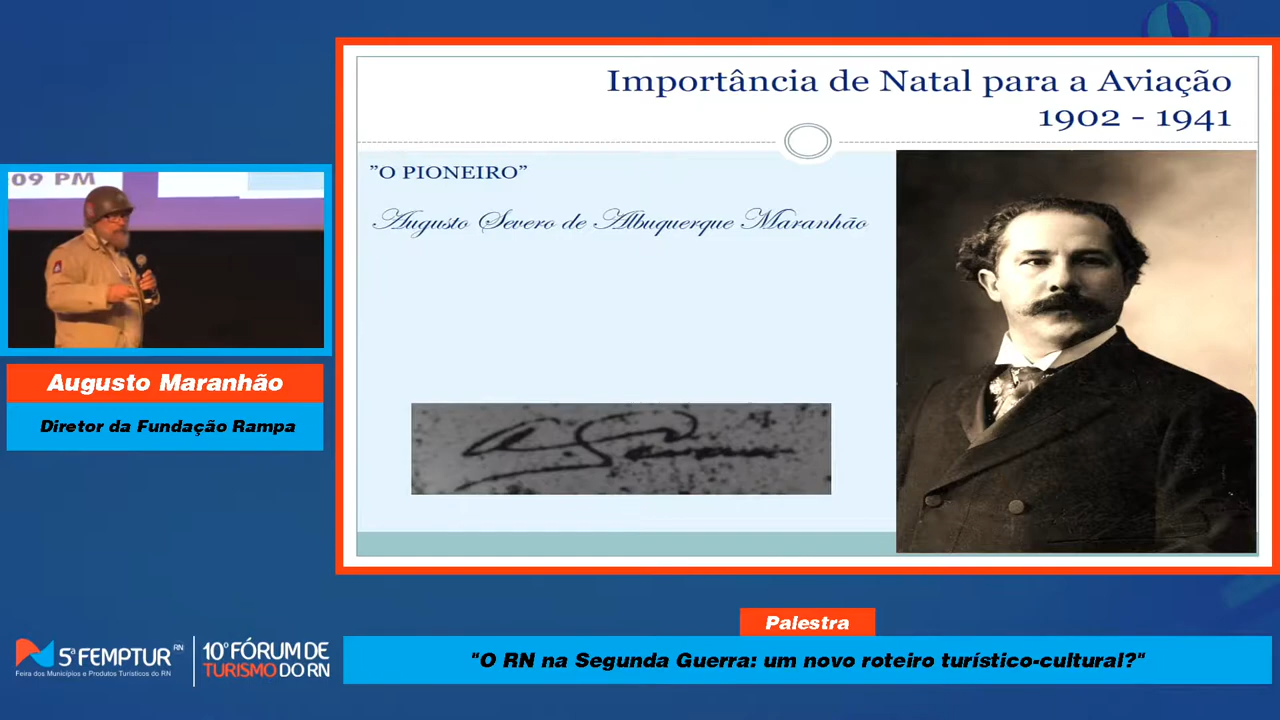 Importância de Natal para a Aviação
1902 - 1941
"O PIONEIRO"
Augusto Severo de Albuquerque Maranhão
A. Severo
09 PM
Augusto Maranhão
Diretor da Fundação Rampa
Palestra
"O RN na Segunda Guerra: um novo roteiro turístico-cultural?"
5ª FEMPTUR RN
Feira dos Municípios e Produtos Turísticos do RN
10º FÓRUM DE
TURISMO DO RN